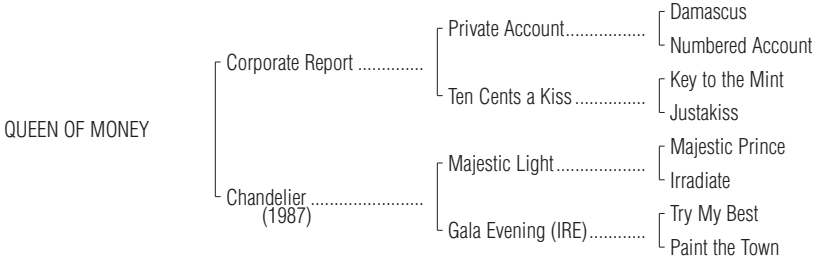 Damascus
Private Account.................
Numbered Account
Corporate Report ..............
Key to the Mint
Ten Cents a Kiss ...............
Justakiss
QUEEN OF MONEY
Majestic Prince
Majestic Light...................
Irradiate
Chandelier ........................
(1987)
Try My Best
Gala Evening (IRE)............
Paint the Town